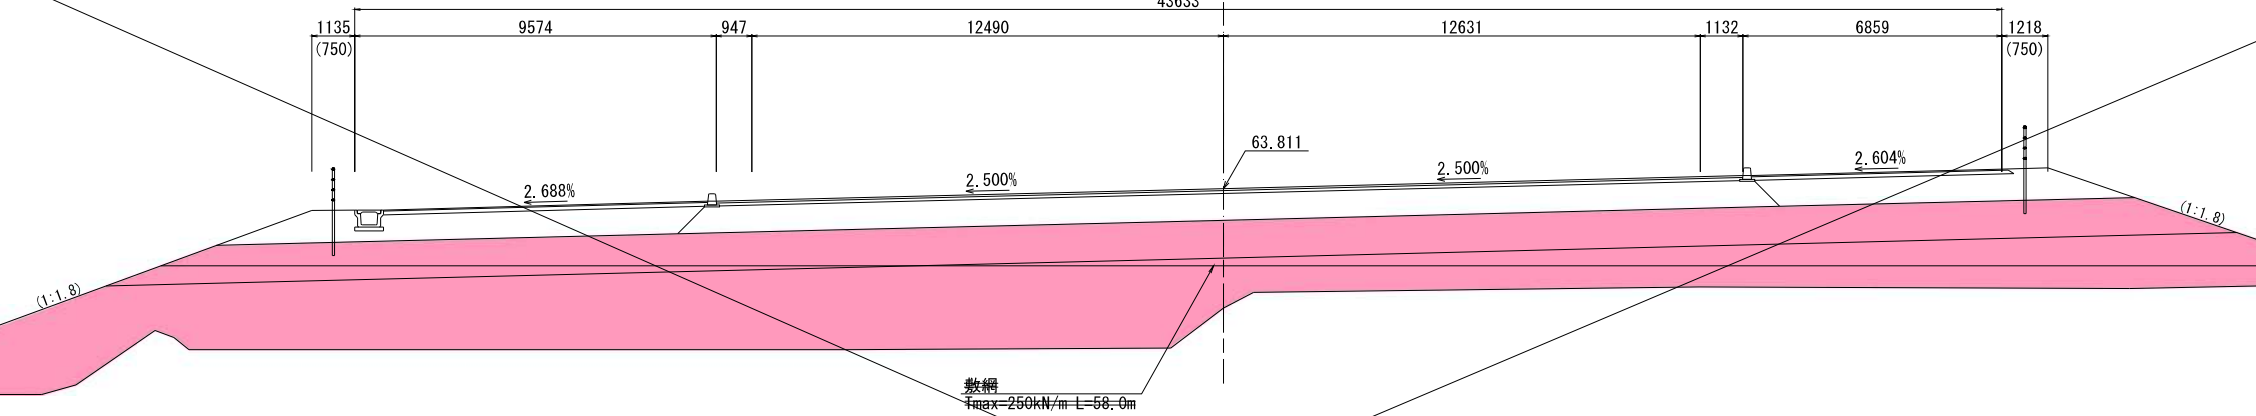 43633
1135 9574 947 12490 12631 1132 6859 1218
(750) (750)
63.811
2.688% 2.500% 2.500% 2.604%
(1:1.8) (1:1.8)
敷網
Tmax=250kN/m L=58.0m